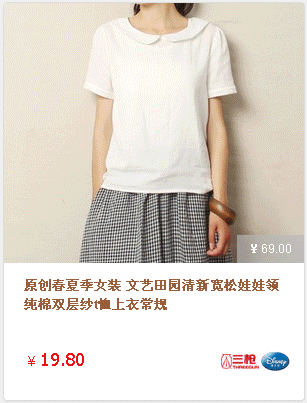 ¥ 69.00
原创春夏季女装 文艺田园清新宽松娃娃领
纯棉双层纱t恤上衣常规
¥ 19.80
三枪
THREEGUN
Disney